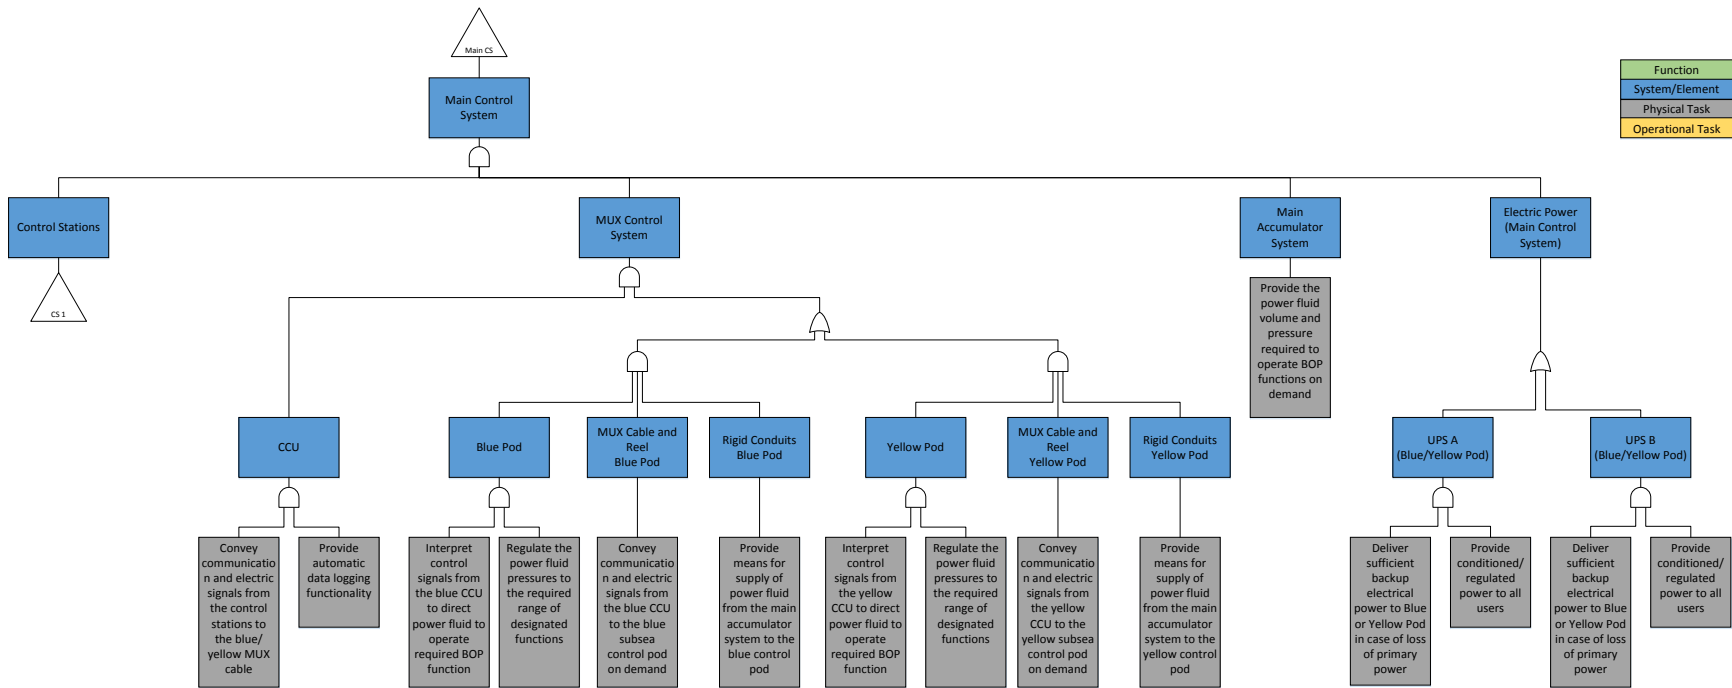 Main CS
Main Control
System
Function
System/Element
Physical Task
Operational Task
Control Stations
MUX Control
System
Main
Accumulator
System
Electric Power
(Main Control
System)
CS 1
Provide the
power fluid
volume and
pressure
required to
operate BOP
functions on
demand
CCU
Blue Pod
MUX Cable and
Reel
Blue Pod
Rigid Conduits
Blue Pod
Yellow Pod
MUX Cable and
Reel
Yellow Pod
Rigid Conduits
Yellow Pod
UPS A
(Blue/Yellow Pod)
UPS B
(Blue/Yellow Pod)
Convey
communicatio
n and electric
signals from
the control
stations to
the blue/
yellow MUX
cable
Provide
automatic
data logging
functionality
Interpret
control
signals from
the blue CCU
to direct
power fluid to
operate
required BOP
function
Regulate the
power fluid
pressures to
the required
range of
designated
functions
Convey
communicatio
n and electric
signals from
the blue CCU
to the blue
subsea
control pod
on demand
Provide
means for
supply of
power fluid
from the main
accumulator
system to the
blue control
pod
Interpret
control
signals from
the yellow
CCU to direct
power fluid to
operate
required BOP
function
Regulate the
power fluid
pressures to
the required
range of
designated
functions
Convey
communicatio
n and electric
signals from
the yellow
CCU to the
yellow subsea
control pod
on demand
Provide
means for
supply of
power fluid
from the main
accumulator
system to the
yellow control
pod
Deliver
sufficient
backup
electrical
power to Blue
or Yellow Pod
in case of loss
of primary
power
Provide
conditioned/
regulated
power to all
users
Deliver
sufficient
backup
electrical
power to Blue
or Yellow Pod
in case of loss
of primary
power
Provide
conditioned/
regulated
power to all
users